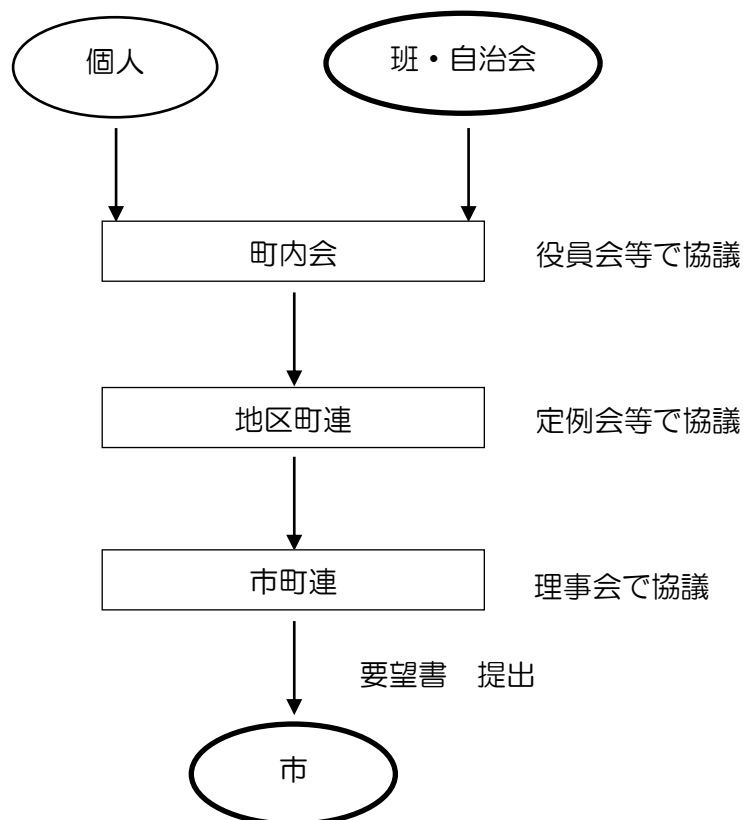 個人
班・自治会
町内会
役員会等で協議
地区町連
定例会等で協議
市町連
理事会で協議
要望書　提出
市